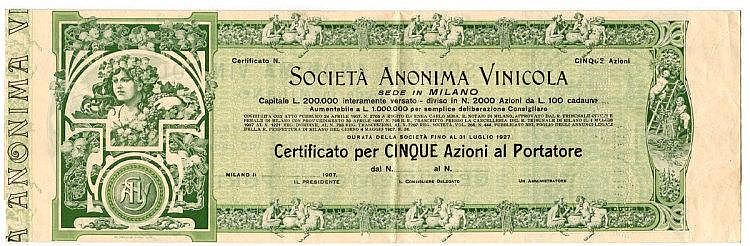 A ANONIMA VI
Certificato N.
CINQUE Azioni
SOCIETÀ ANONIMA VINICOLA
SEDE IN MILANO
Capitale L. 200.000 interamente versato - diviso in N. 2000 Azioni da L. 100 cadauna
Aumentabile a L. 1.000.000 per semplice deliberazione Consigliare
DURATA DELLA SOCIETÀ FINO AL 31 LUGLIO 1927
Certificato per CINQUE Azioni al Portatore
dal N. al N.
MILANO li 1907.
IL PRESIDENTE
IL CONSIGLIERE DELEGATO
UN AMMINISTRATORE